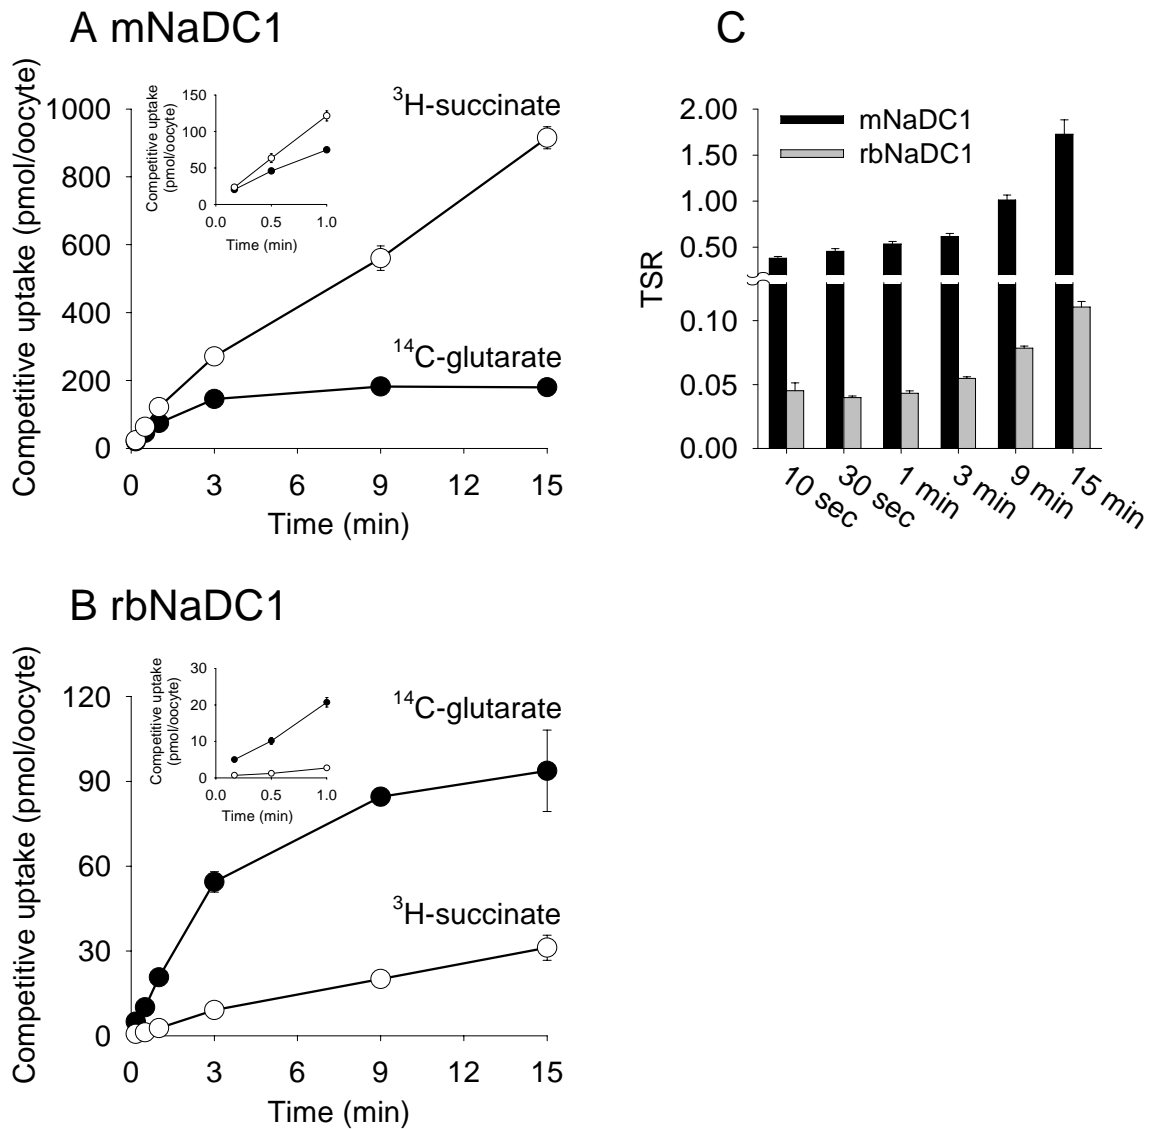 A mNaDC1
Competitive uptake (pmol/oocyte)
1000
800
600
400
200
0
0 3 6 9 12 15
Time (min)
³H-succinate
¹⁴C-glutarate
Competitive uptake
(pmol/oocyte)
150
100
50
0
0.0 0.5 1.0
Time (min)
C
TSR
2.00
1.50
1.00
0.50
0.10
0.05
0.00
mNaDC1
rbNaDC1
10 sec
30 sec
1 min
3 min
9 min
15 min
B rbNaDC1
Competitive uptake (pmol/oocyte)
120
90
60
30
0
0 3 6 9 12 15
Time (min)
¹⁴C-glutarate
³H-succinate
Competitive uptake
(pmol/oocyte)
30
20
10
0
0.0 0.5 1.0
Time (min)